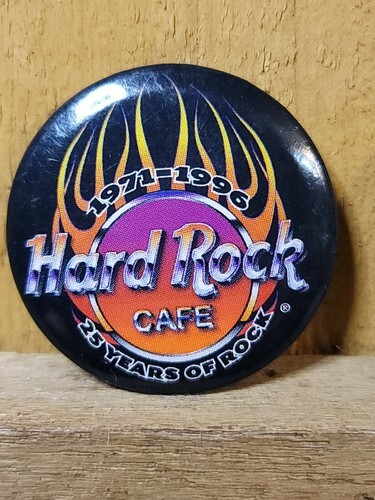 1971-1996
Hard Rock
CAFE
25 YEARS OF ROCK
®